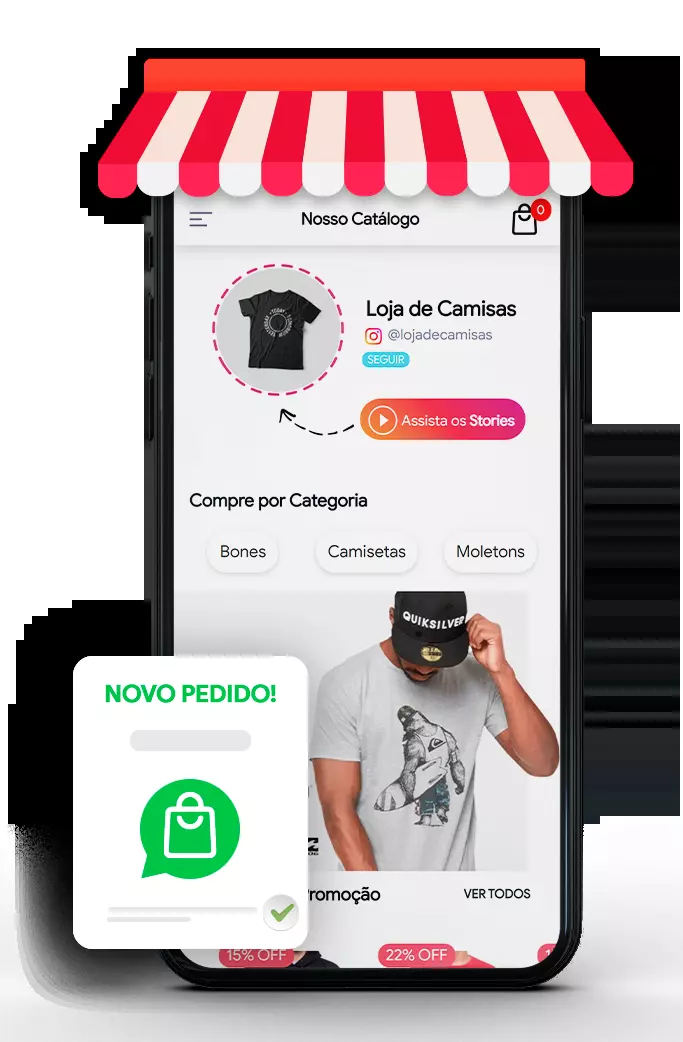 Nosso Catálogo
0
Loja de Camisas
@lojadecamisas
SEGUIR
Assista os Stories
Compre por Categoria
Bones
Camisetas
Moletons
QUIKSILVER
NOVO PEDIDO!
romoção
VER TODOS
15% OFF
22% OFF